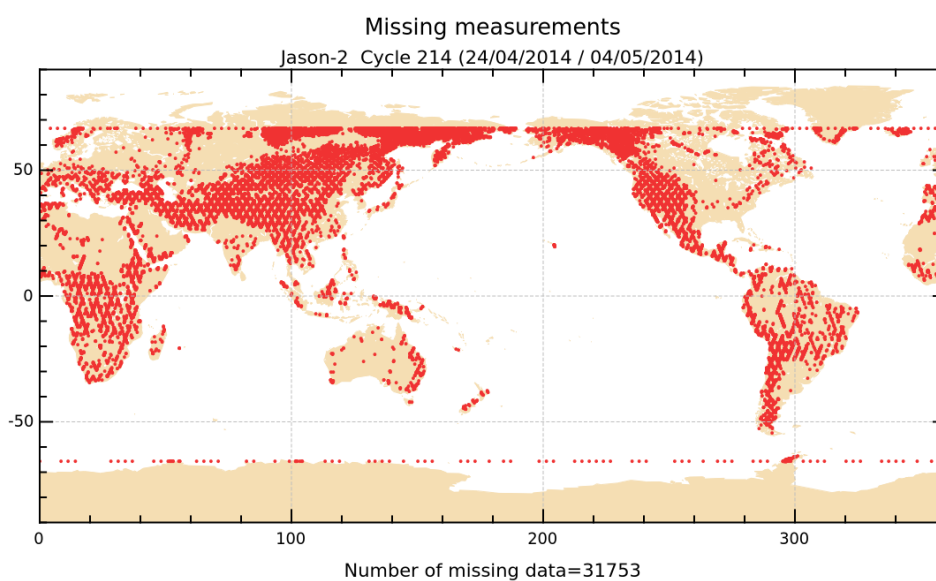 Missing measurements
Jason-2  Cycle 214 (24/04/2014 / 04/05/2014)
50
0
-50
0
100
200
300
Number of missing data=31753